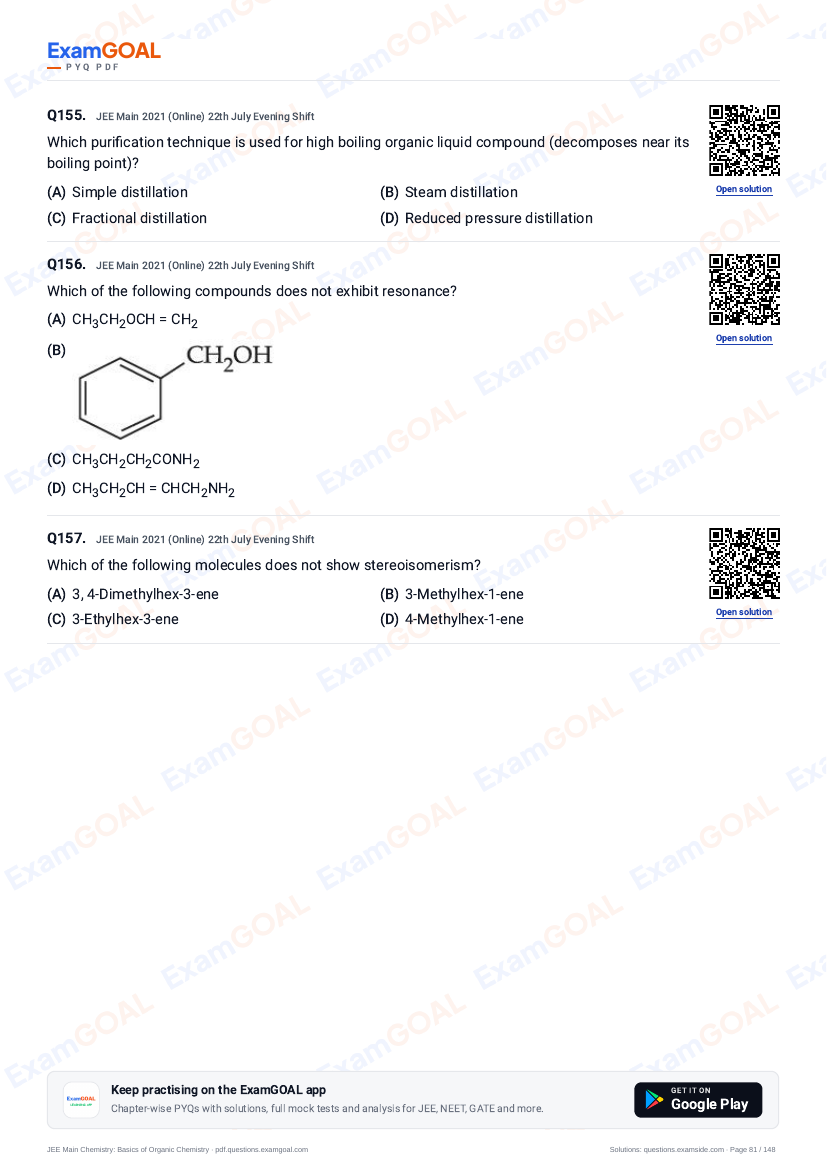 ExamGOAL
PYQ PDF
Q155. JEE Main 2021 (Online) 22th July Evening Shift
Which purification technique is used for high boiling organic liquid compound (decomposes near its
boiling point)?
(A) Simple distillation (B) Steam distillation
(C) Fractional distillation (D) Reduced pressure distillation
Open solution
Q156. JEE Main 2021 (Online) 22th July Evening Shift
Which of the following compounds does not exhibit resonance?
(A) CH3CH2OCH = CH2
(B) CH2OH
(C) CH3CH2CH2CONH2
(D) CH3CH2CH = CHCH2NH2
Open solution
Q157. JEE Main 2021 (Online) 22th July Evening Shift
Which of the following molecules does not show stereoisomerism?
(A) 3, 4-Dimethylhex-3-ene (B) 3-Methylhex-1-ene
(C) 3-Ethylhex-3-ene (D) 4-Methylhex-1-ene
Open solution
ExamGOAL
Keep practising on the ExamGOAL app
Chapter-wise PYQs with solutions, full mock tests and analysis for JEE, NEET, GATE and more.
GET IT ON
Google Play
JEE Main Chemistry: Basics of Organic Chemistry · pdf.questions.examgoal.com
Solutions: questions.examside.com · Page 81 / 148